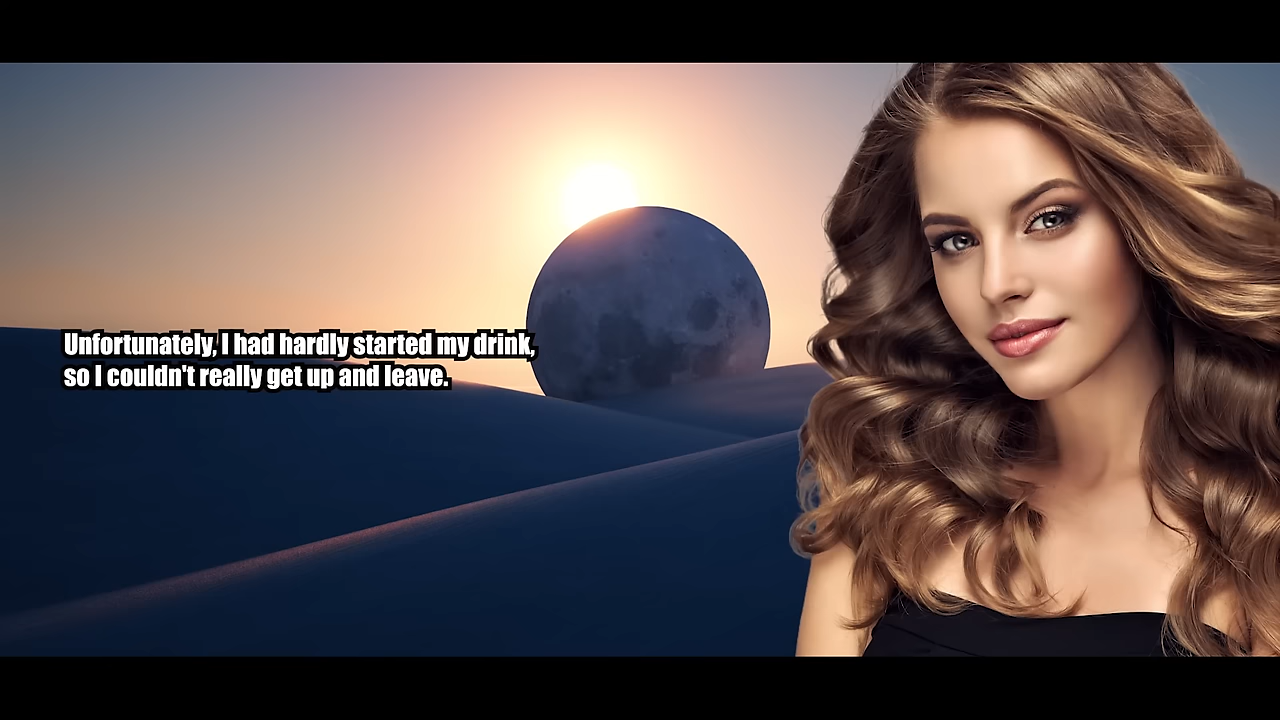 Unfortunately, I had hardly started my drink,
so I couldn't really get up and leave.